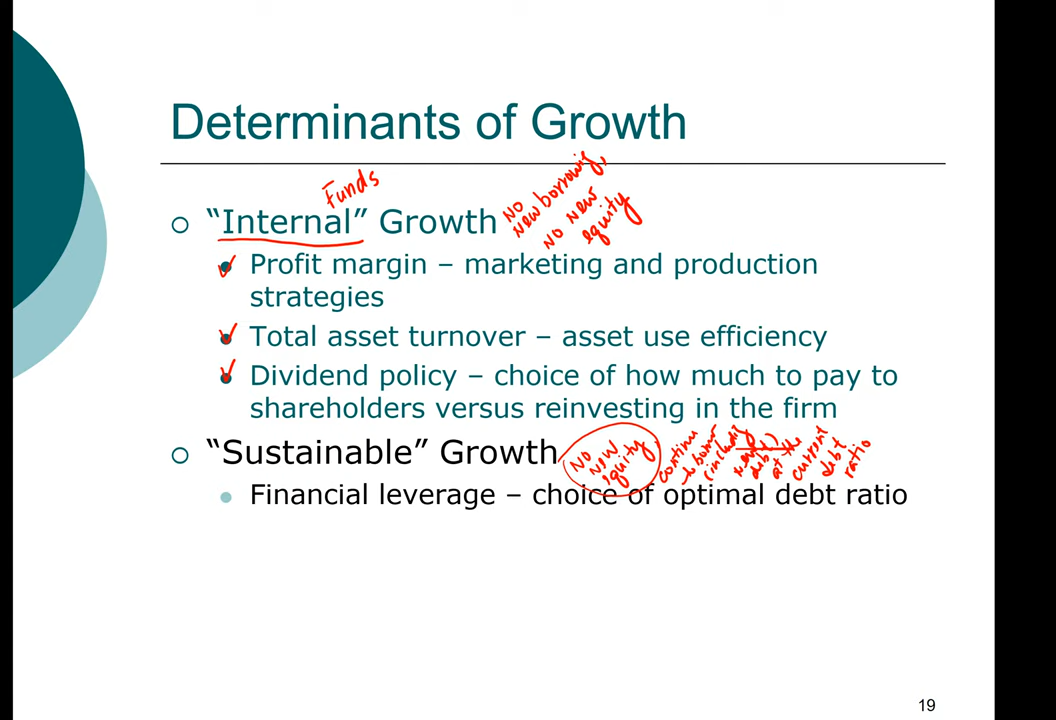 Determinants of Growth
Funds
"Internal" Growth
No
new borrowing,
No new
equity
Profit margin – marketing and production
strategies
Total asset turnover – asset use efficiency
Dividend policy – choice of how much to pay to
shareholders versus reinvesting in the firm
"Sustainable" Growth
No
new
equity,
continue
to borrow
(including
debt)
at the
current
debt
ratio
Financial leverage – choice of optimal debt ratio
19